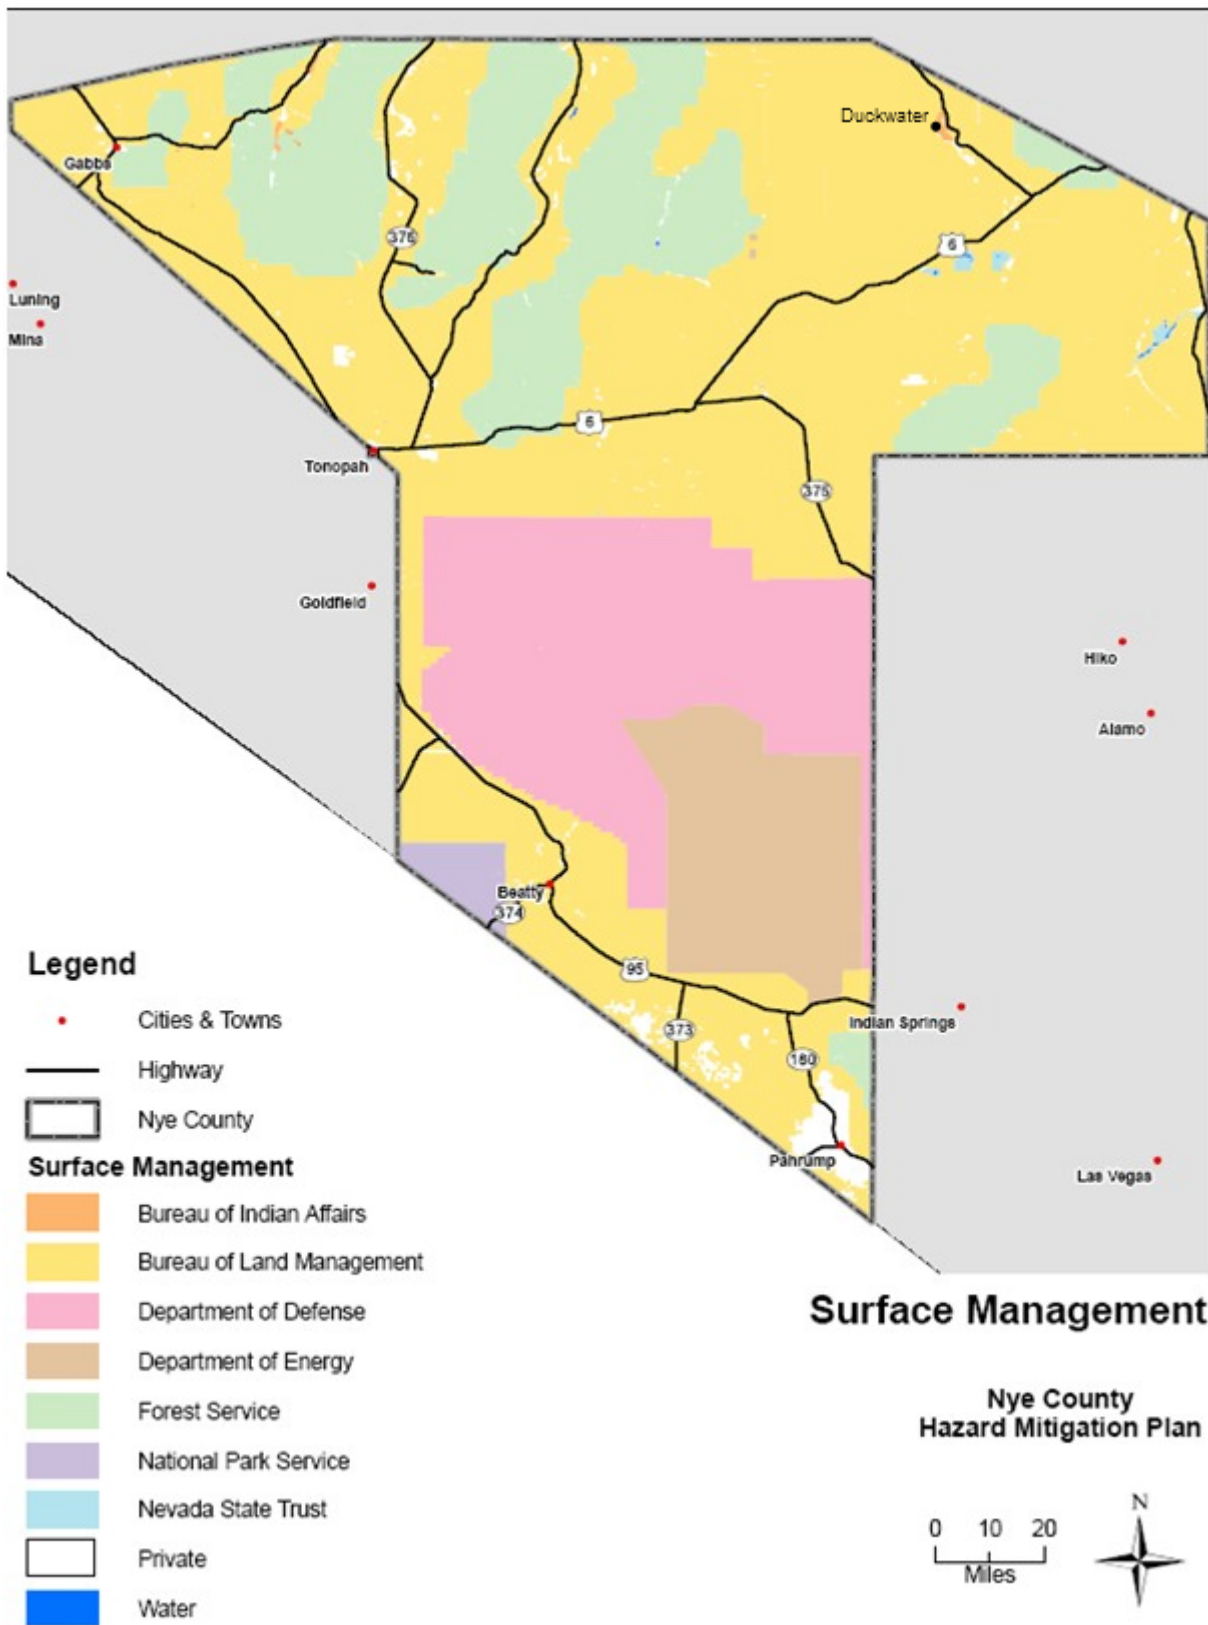 Duckwater
Gabbs
376
6
Luning
Mina
6
Tonopah
375
Goldfield
Hiko
Alamo
Beatty
374
95
Indian Springs
373
160
Pahrump
Las Vegas
Legend
Cities & Towns
Highway
Nye County
Surface Management
Bureau of Indian Affairs
Bureau of Land Management
Department of Defense
Department of Energy
Forest Service
National Park Service
Nevada State Trust
Private
Water
Surface Management
Nye County
Hazard Mitigation Plan
N
0 10 20
Miles